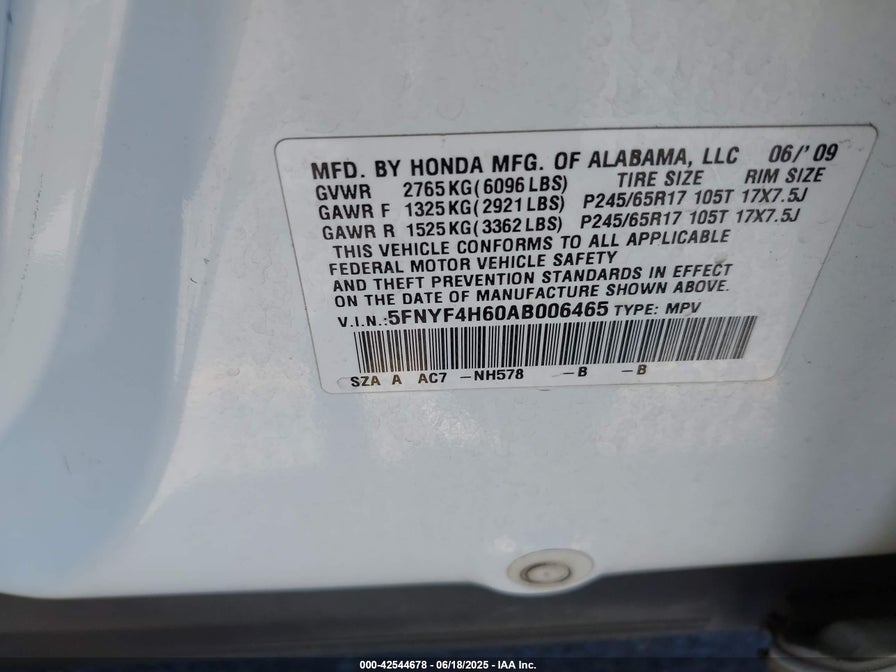 MFD. BY HONDA MFG. OF ALABAMA, LLC 06/'09
GVWR 2765KG(6096LBS) TIRE SIZE RIM SIZE
GAWR F 1325KG(2921LBS) P245/65R17 105T 17X7.5J
GAWR R 1525KG(3362LBS) P245/65R17 105T 17X7.5J
THIS VEHICLE CONFORMS TO ALL APPLICABLE
FEDERAL MOTOR VEHICLE SAFETY
AND THEFT PREVENTION STANDARDS IN EFFECT
ON THE DATE OF MANUFACTURE SHOWN ABOVE.
V.I.N.:5FNYF4H60AB006465 TYPE: MPV
SZA A AC7 -NH578 -B -B
000-42544678 - 06/18/2025 - IAA Inc.